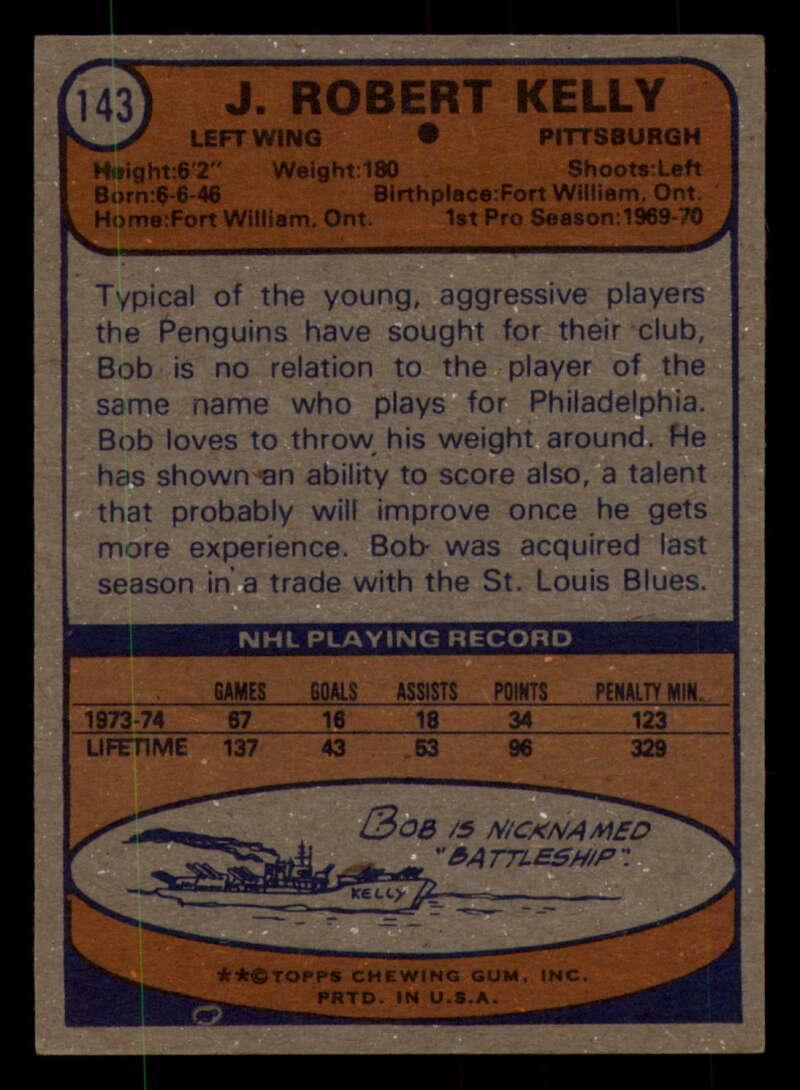 143
J. ROBERT KELLY
LEFT WING ● PITTSBURGH
Height:6'2" Weight:180 Shoots:Left
Born:6-6-46 Birthplace:Fort William, Ont.
Home:Fort William, Ont. 1st Pro Season:1969-70
Typical of the young, aggressive players
the Penguins have sought for their club,
Bob is no relation to the player of the
same name who plays for Philadelphia.
Bob loves to throw his weight around. He
has shown an ability to score also, a talent
that probably will improve once he gets
more experience. Bob was acquired last
season in a trade with the St. Louis Blues.
NHL PLAYING RECORD
GAMES GOALS ASSISTS POINTS PENALTY MIN.
1973-74 67 16 18 34 123
LIFETIME 137 43 53 96 329
BOB IS NICKNAMED
"BATTLESHIP".
KELLY
**©TOPPS CHEWING GUM, INC.
PRTD. IN U.S.A.